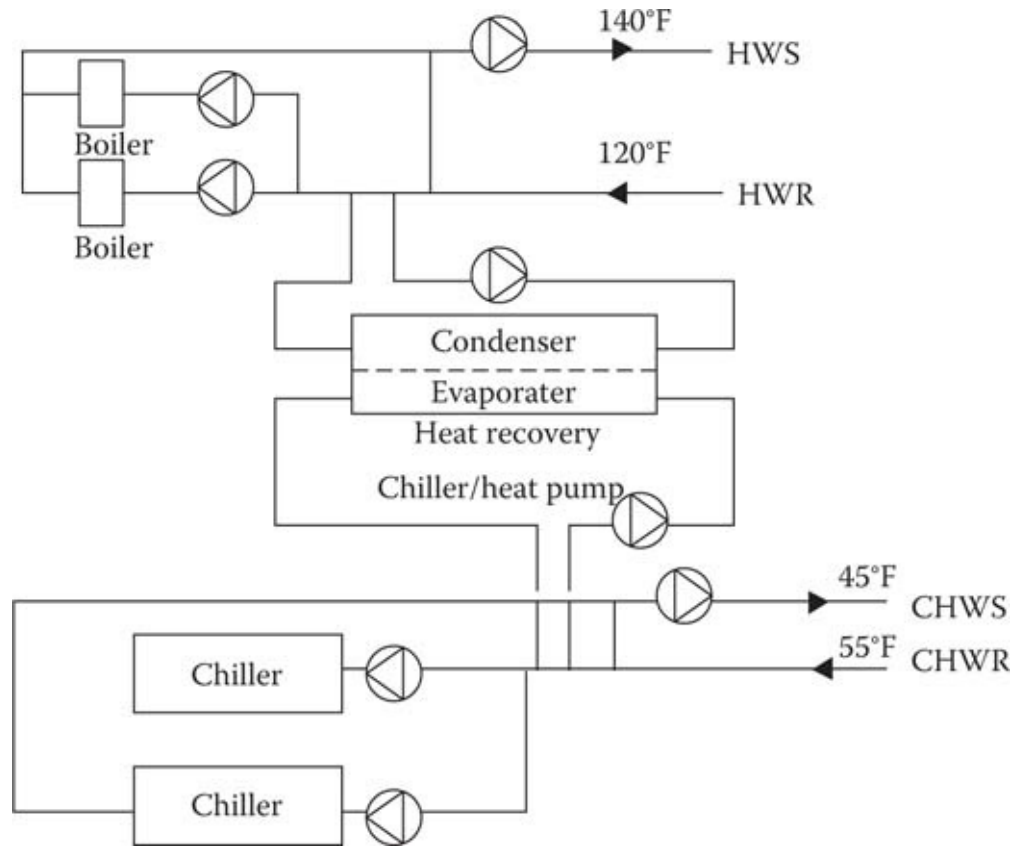 140°F
HWS
Boiler
120°F
HWR
Boiler
Condenser
Evaporater
Heat recovery
Chiller/heat pump
45°F
CHWS
55°F
CHWR
Chiller
Chiller